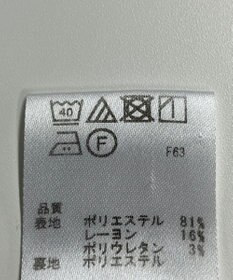 40
F
F63
品質
表地 ポリエステル 81%
レーヨン 16%
ポリウレタン 3%
裏地 ポリエステル